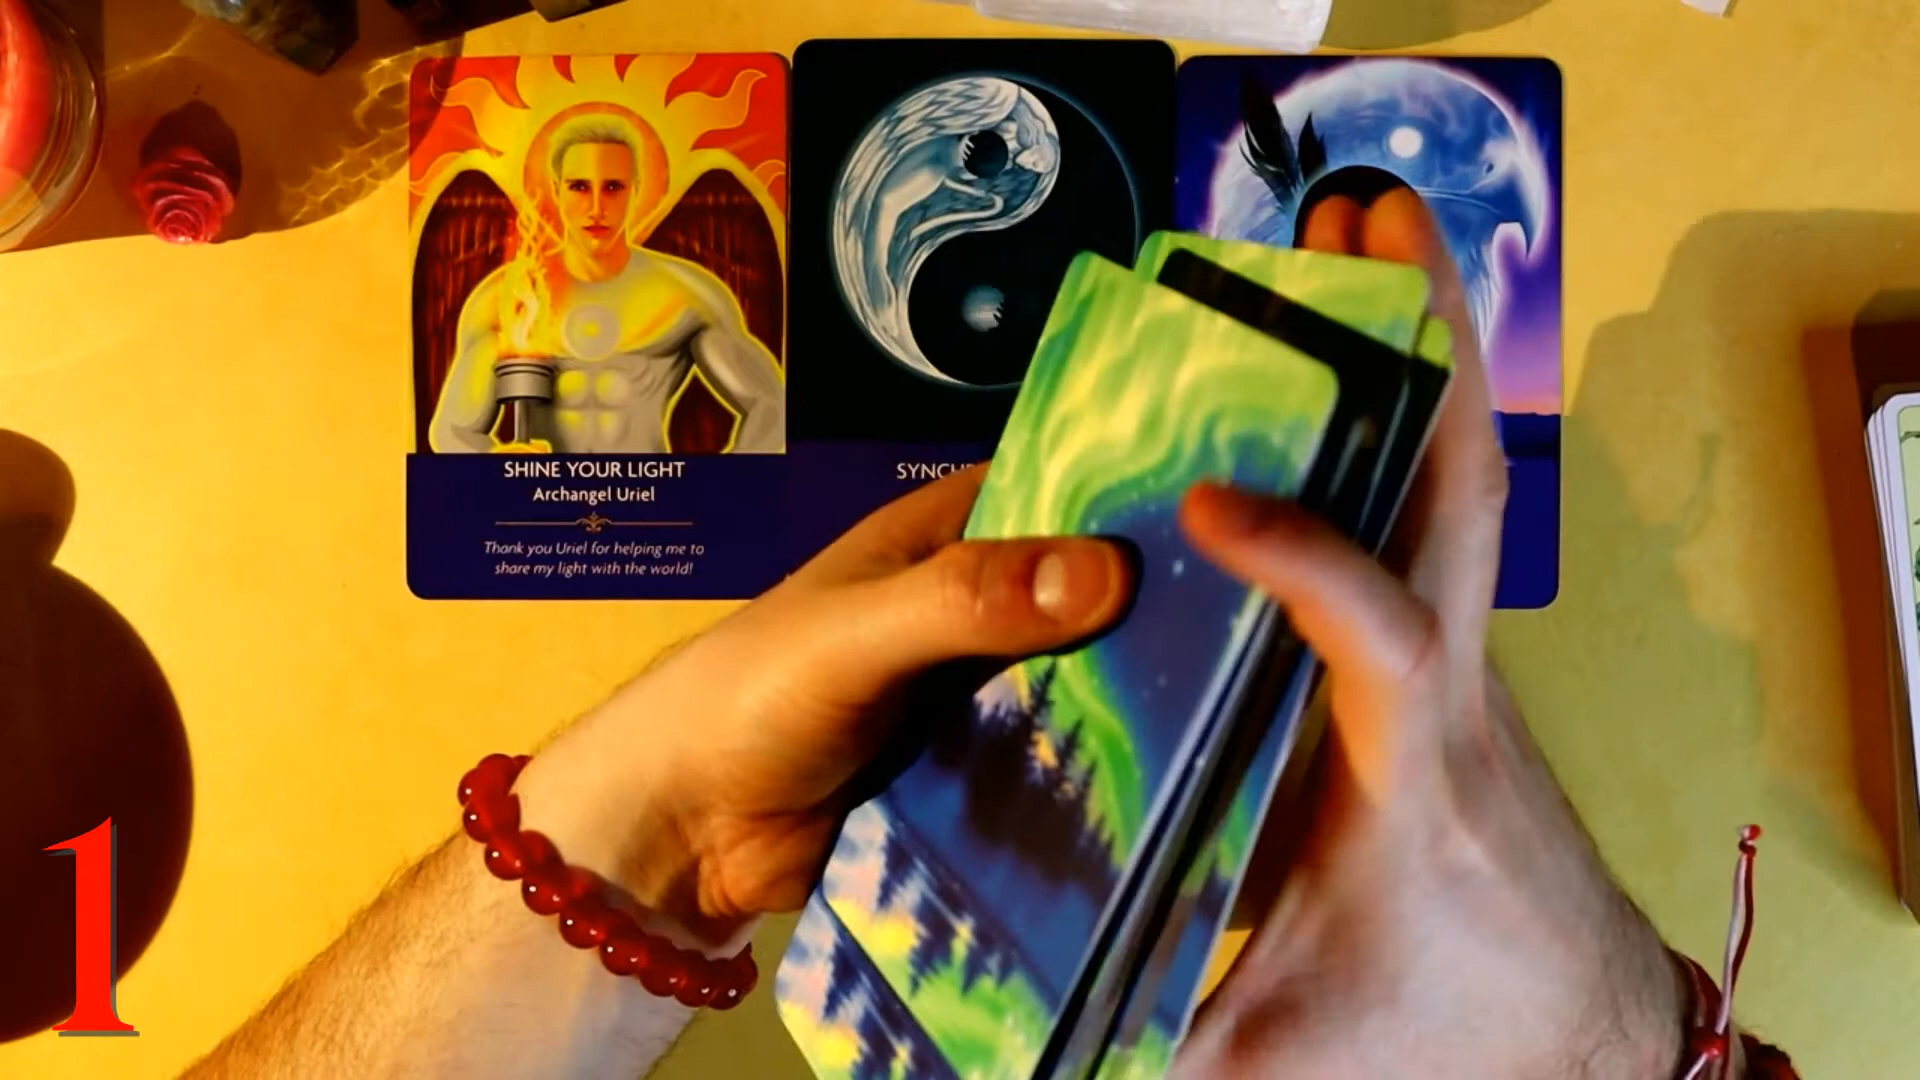 SHINE YOUR LIGHT
Archangel Uriel
Thank you Uriel for helping me to
share my light with the world!
1